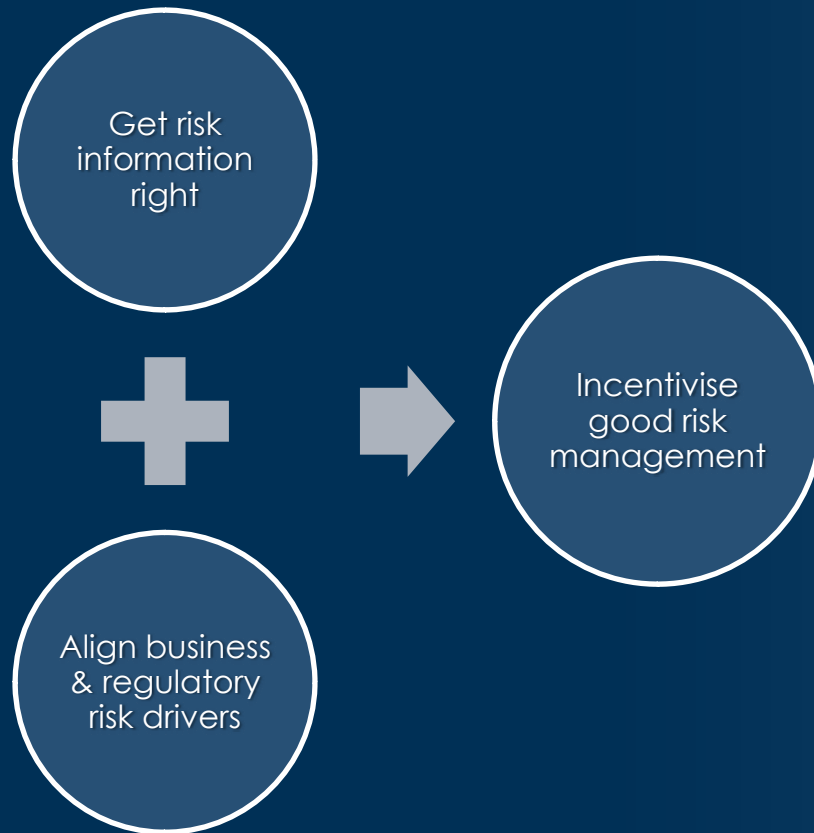 Get risk
information
right
Align business
& regulatory
risk drivers
Incentivise
good risk
management